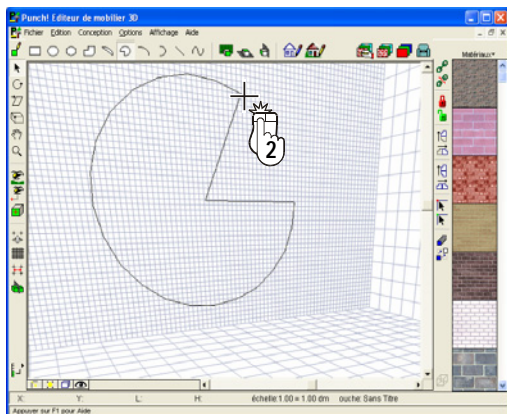 Punch! Editeur de mobilier 3D
Fichier Edition Conception Options Affichage Aide
Matériaux
2
X: Y: L: H: échelle:1.00 = 1.00 dm ouche: Sans Titre
Appuyer sur F1 pour Aide